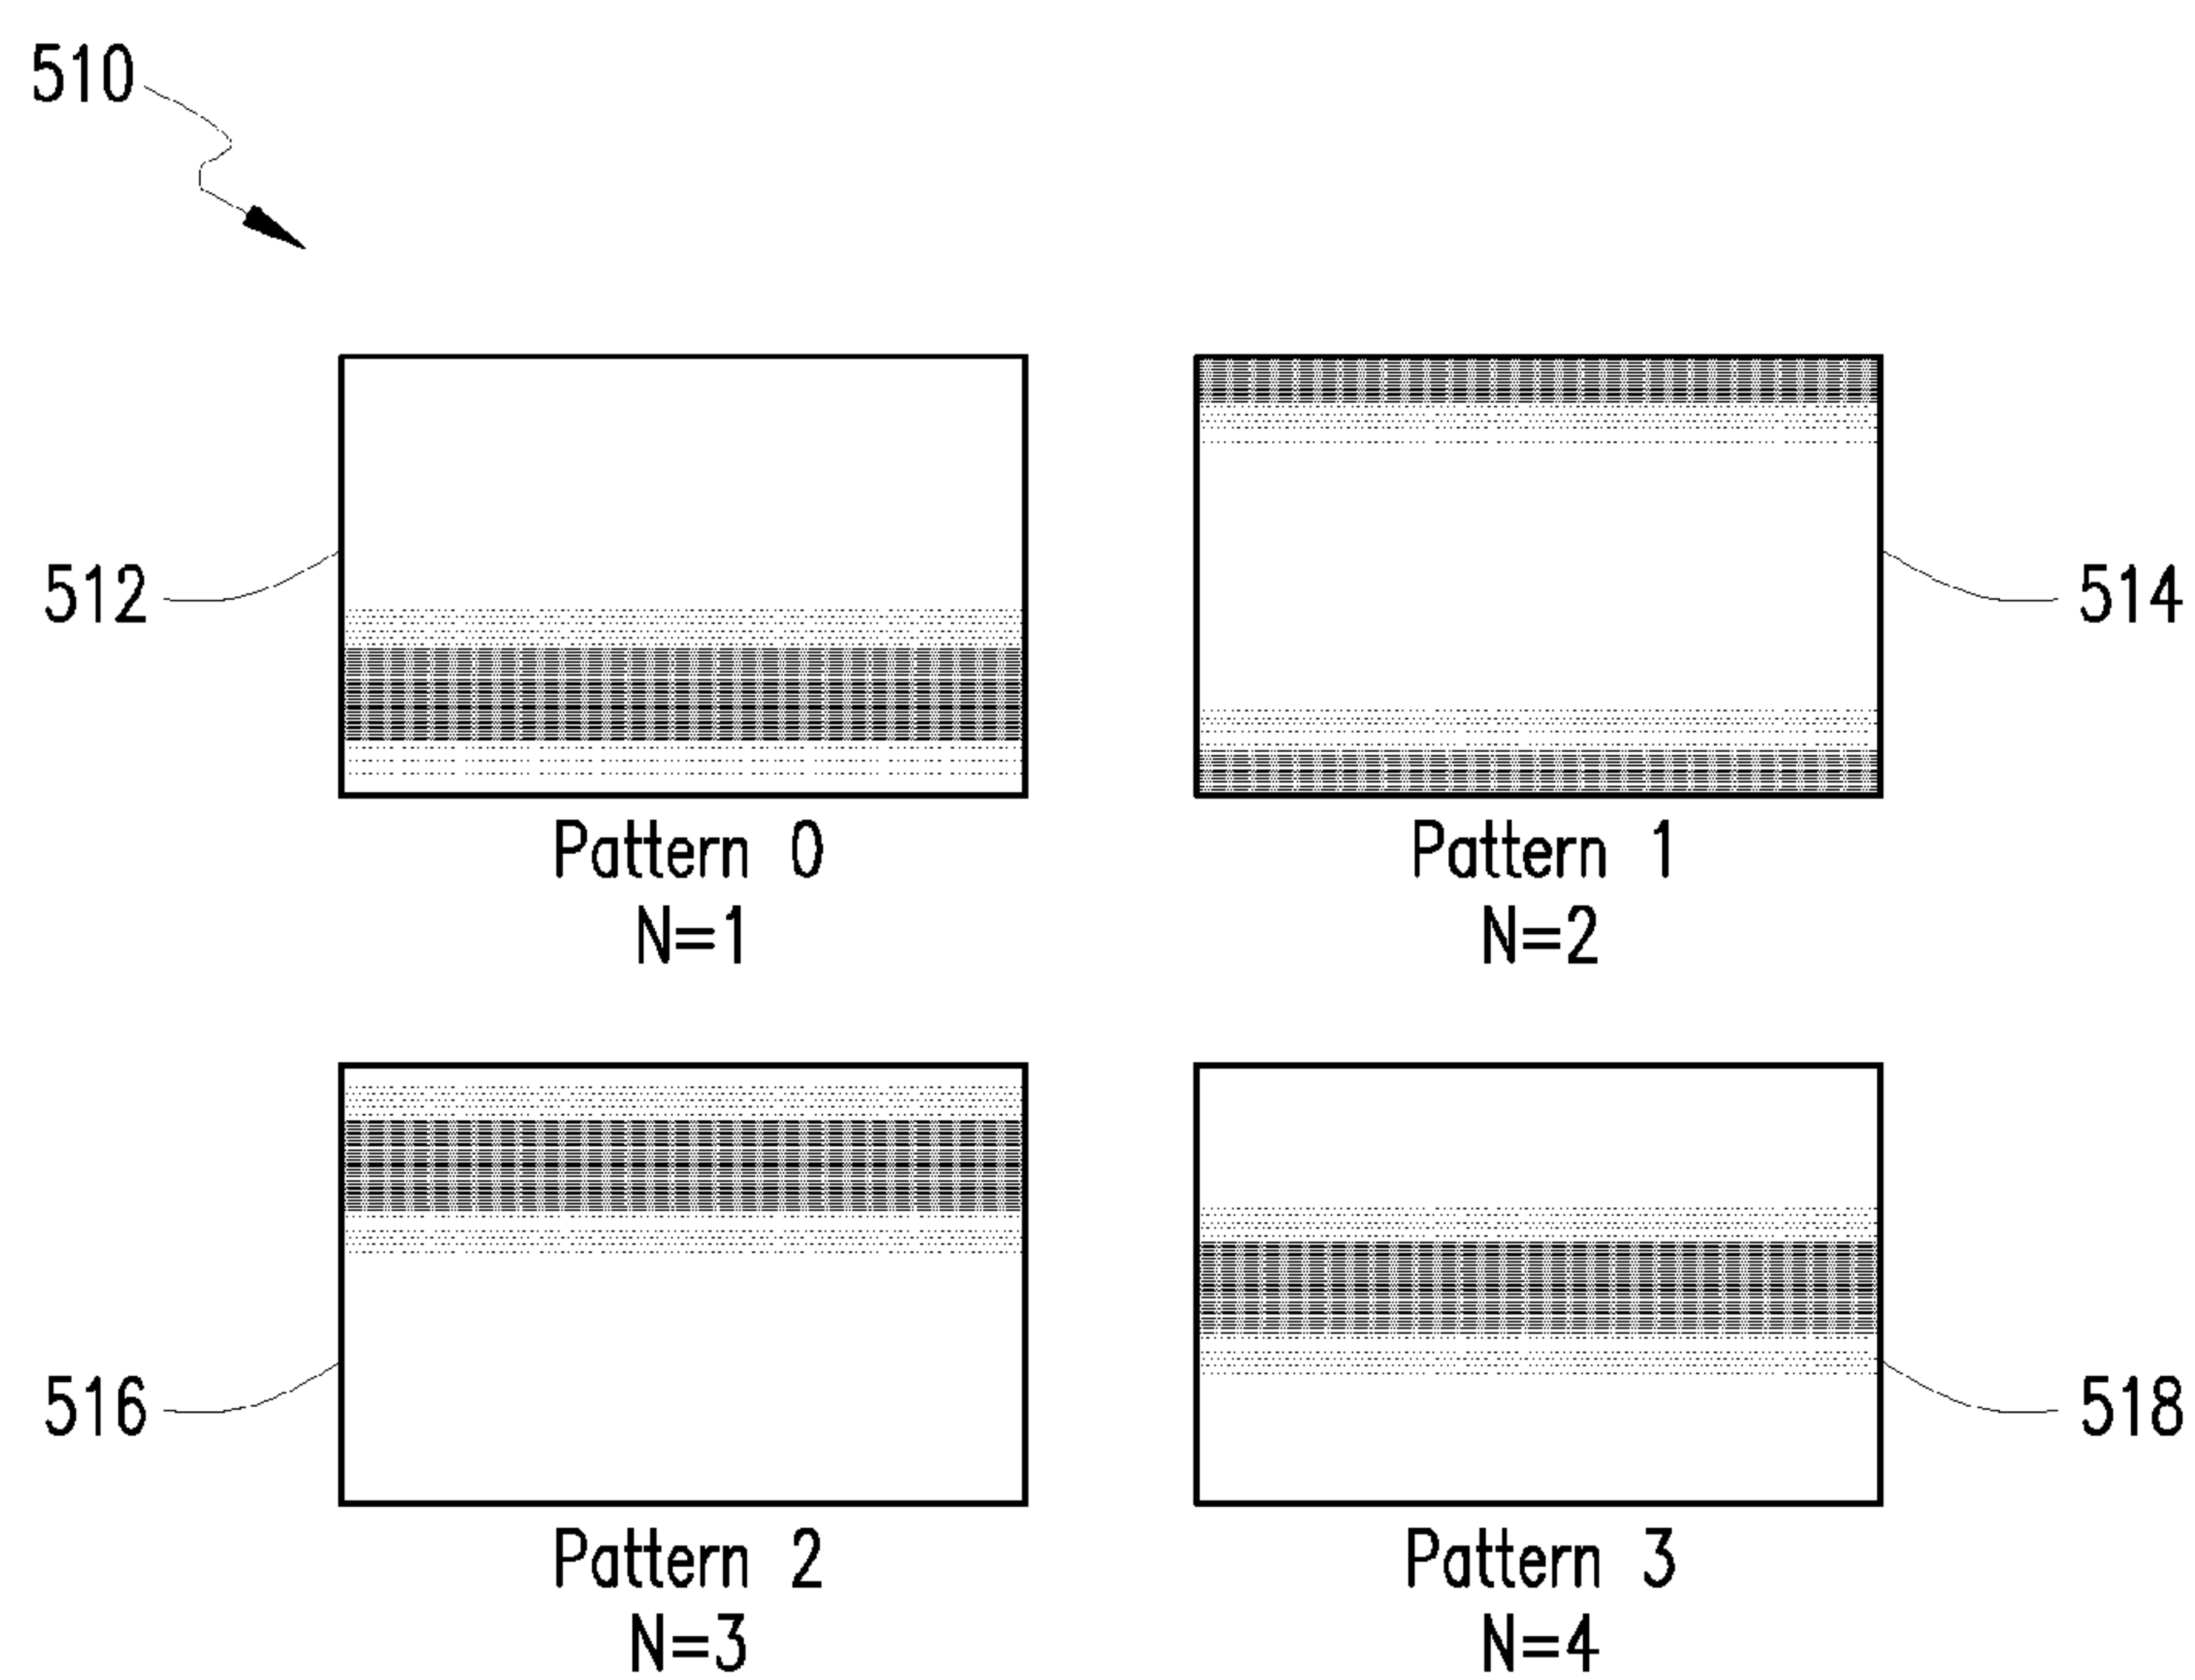 510
512
514
Pattern 0
N=1
Pattern 1
N=2
516
518
Pattern 2
N=3
Pattern 3
N=4